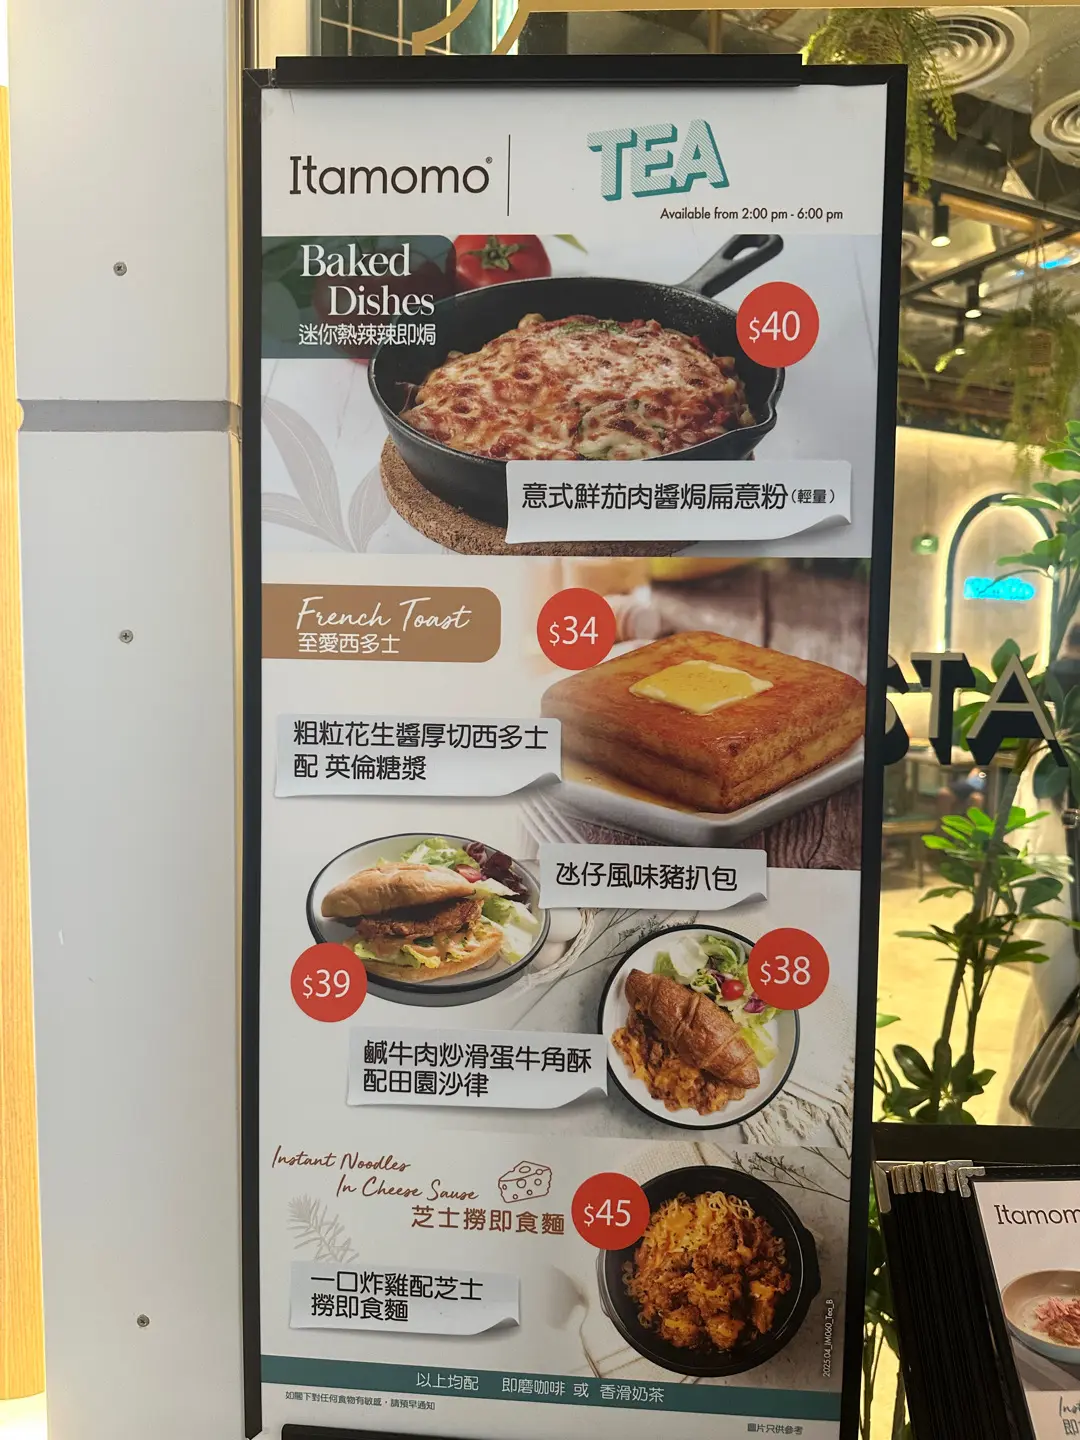 Itamomo®
TEA
Available from 2:00 pm - 6:00 pm
Baked
Dishes
迷你熱辣辣即焗
$40
意式鮮茄肉醬焗扁意粉（輕量）
French Toast
至愛西多士
$34
粗粒花生醬厚切西多士
配 英倫糖漿
氹仔風味豬扒包
$39
$38
鹹牛肉炒滑蛋牛角酥
配田園沙律
Instant Noodles
In Cheese Sauce
芝士撈即食麵
$45
一口炸雞配芝士
撈即食麵
2025.04_IM060_Tea_B
以上均配 即磨咖啡 或 香滑奶茶
如閣下對任何食物有敏感，請預早通知
圖片只供參考
STA
Itamom